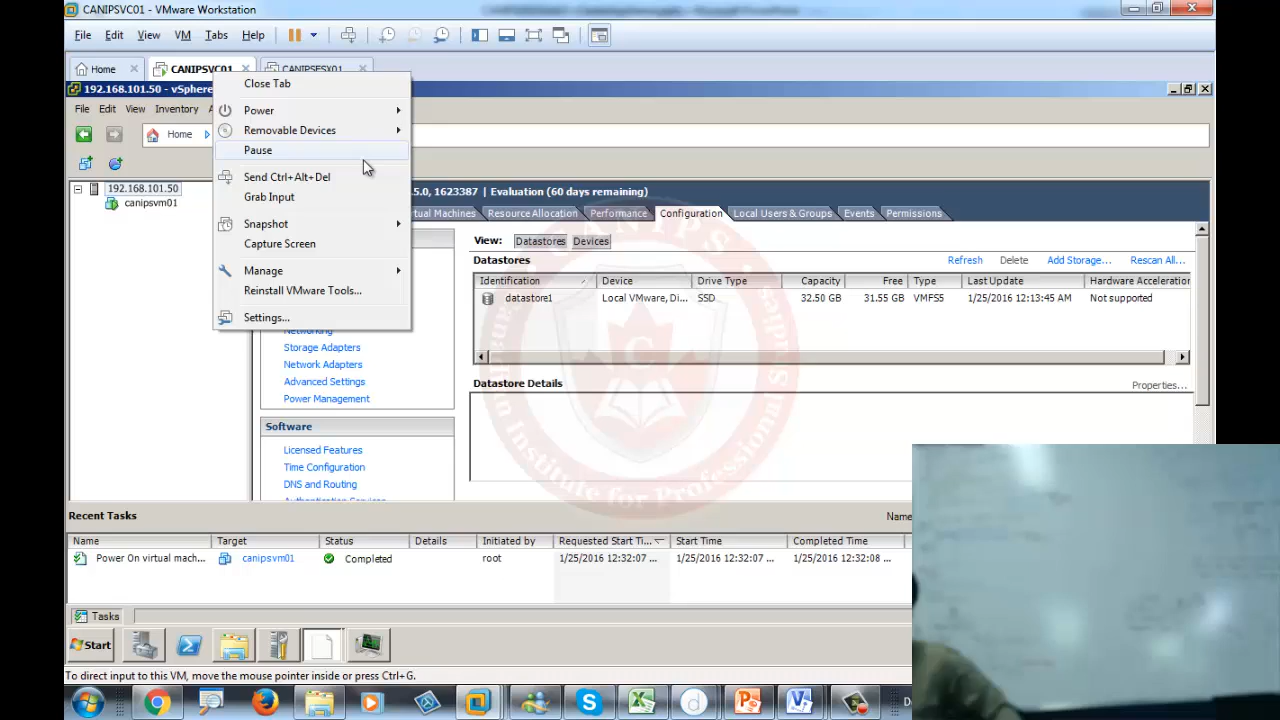 CANIPSVC01 - VMware Workstation
File Edit View VM Tabs Help
Home CANIPSVC01 CANIPSESX01
192.168.101.50 - vSphere
File Edit View Inventory
Home
Close Tab
Power
Removable Devices
Pause
Send Ctrl+Alt+Del
Grab Input
Snapshot
Capture Screen
Manage
Reinstall VMware Tools...
Settings...
192.168.101.50
canipsvm01
5.0, 1623387 | Evaluation (60 days remaining)
Virtual Machines Resource Allocation Performance Configuration Local Users & Groups Events Permissions
Networking
Storage Adapters
Network Adapters
Advanced Settings
Power Management
Software
Licensed Features
Time Configuration
DNS and Routing
Authentication Services
View: Datastores Devices
Datastores
Refresh Delete Add Storage... Rescan All...
Identification Device Drive Type Capacity Free Type Last Update Hardware Acceleration
datastore1 Local VMware, Di... SSD 32.50 GB 31.55 GB VMFS5 1/25/2016 12:13:45 AM Not supported
Datastore Details
Properties...
Recent Tasks
Name
Name Target Status Details Initiated by Requested Start Ti... Start Time Completed Time
Power On virtual mach... canipsvm01 Completed root 1/25/2016 12:32:07 ... 1/25/2016 12:32:07 ... 1/25/2016 12:32:08 ...
Tasks
Start
To direct input to this VM, move the mouse pointer inside or press Ctrl+G.